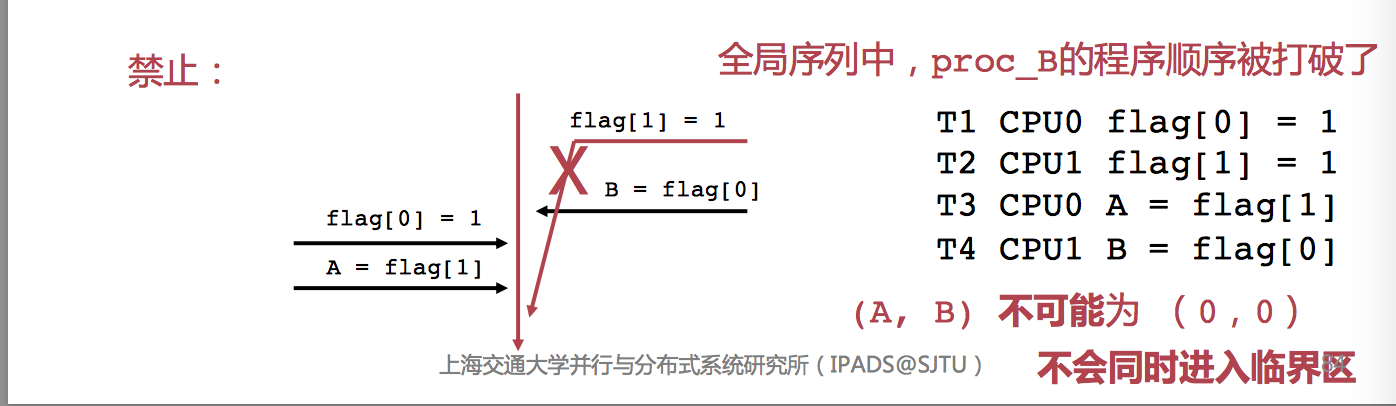 禁止：
全局序列中，proc_B的程序顺序被打破了
flag[1] = 1
X
B = flag[0]
flag[0] = 1
A = flag[1]
T1 CPU0 flag[0] = 1
T2 CPU1 flag[1] = 1
T3 CPU0 A = flag[1]
T4 CPU1 B = flag[0]
(A, B) 不可能为 (0,0)
不会同时进入临界区
上海交通大学并行与分布式系统研究所（IPADS@SJTU）
84